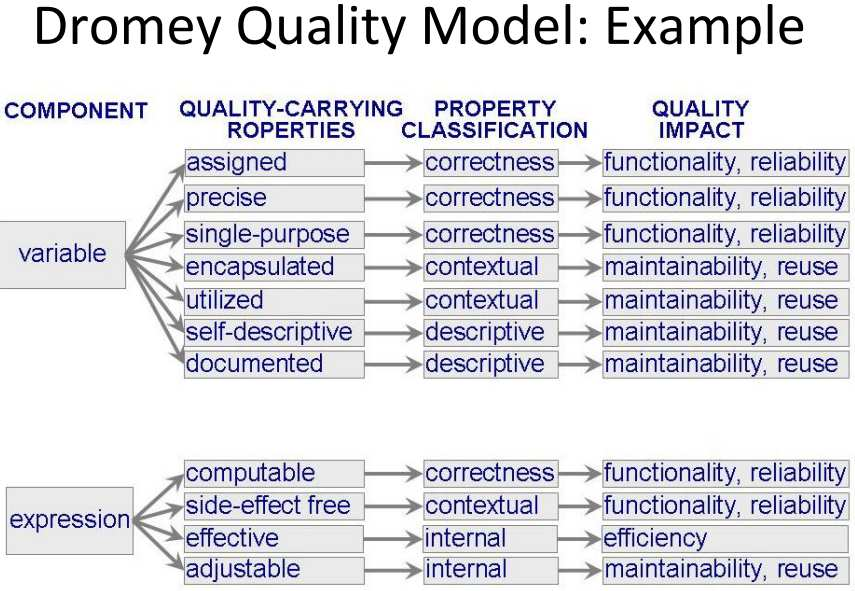 Dromey Quality Model: Example
COMPONENT QUALITY-CARRYING PROPERTY QUALITY
ROPERTIES CLASSIFICATION IMPACT
variable
assigned correctness functionality, reliability
precise correctness functionality, reliability
single-purpose correctness functionality, reliability
encapsulated contextual maintainability, reuse
utilized contextual maintainability, reuse
self-descriptive descriptive maintainability, reuse
documented descriptive maintainability, reuse
expression
computable correctness functionality, reliability
side-effect free contextual functionality, reliability
effective internal efficiency
adjustable internal maintainability, reuse